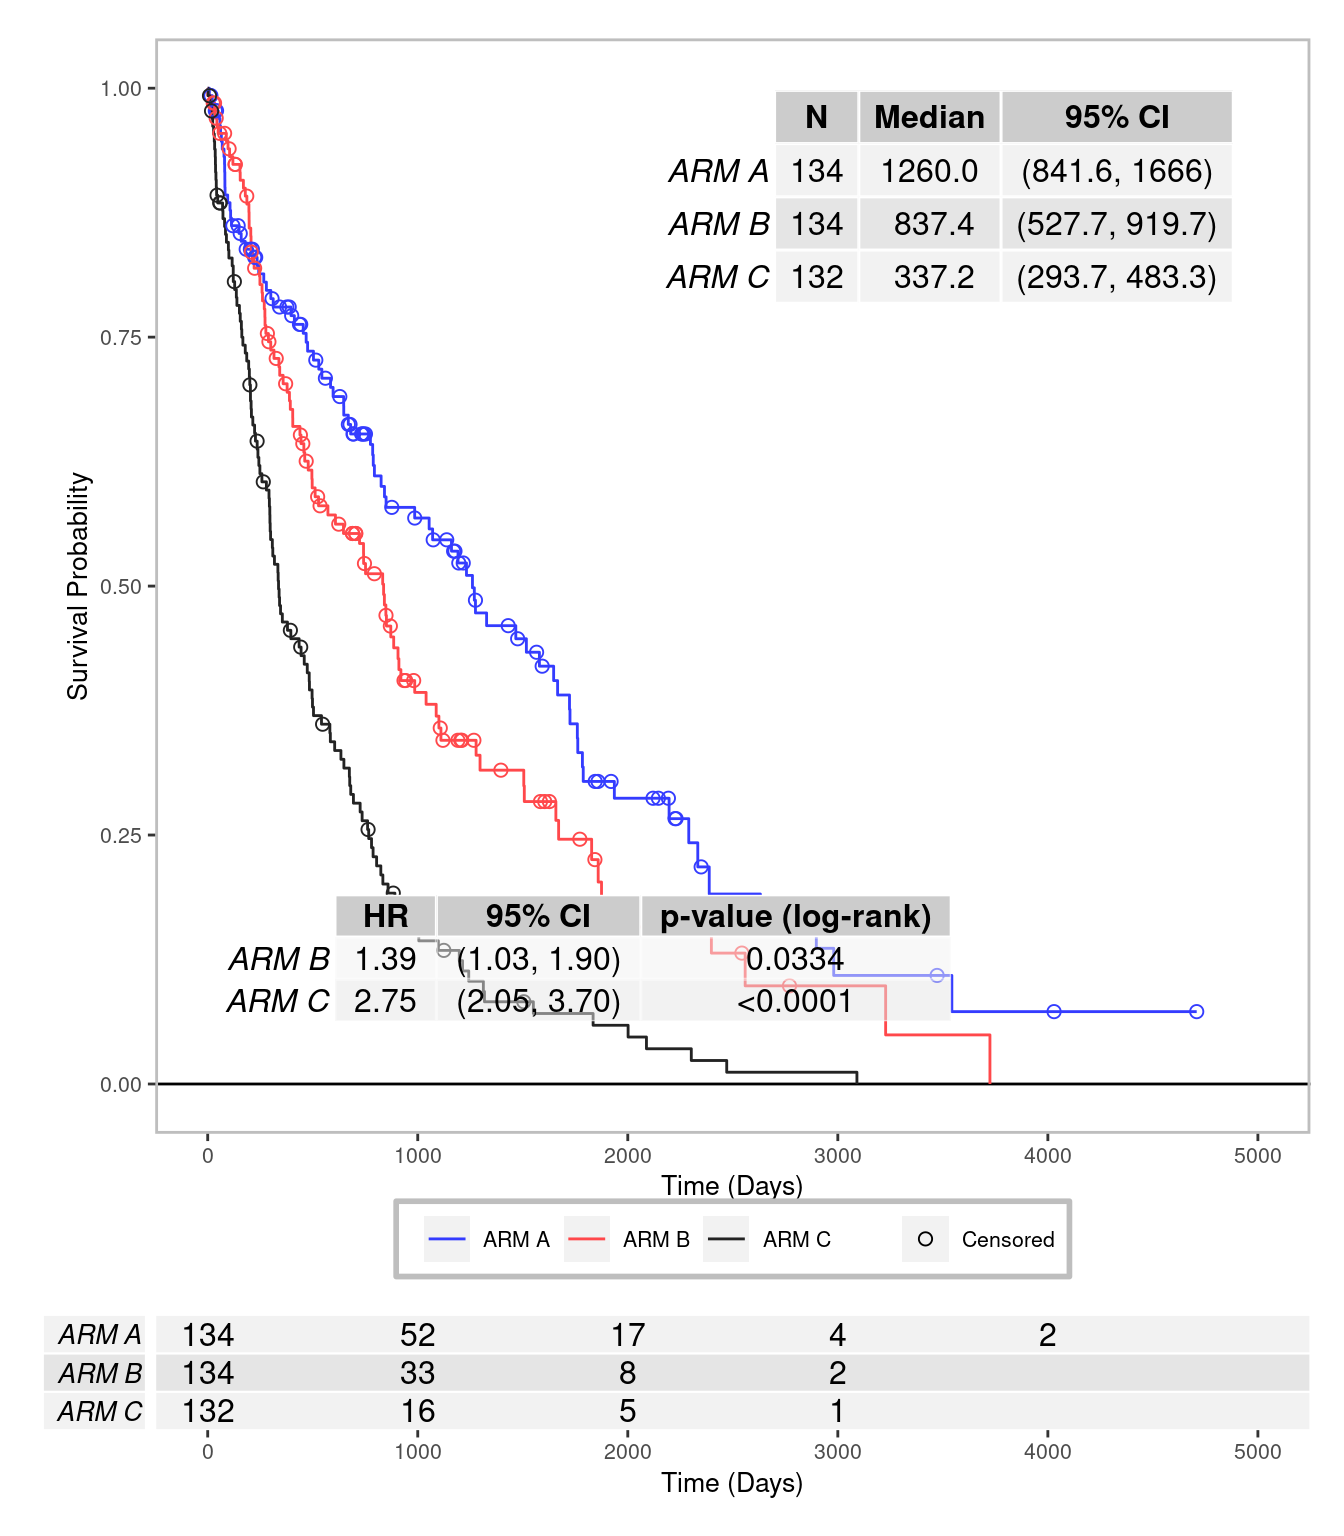 1.00
0.75
0.50
0.25
0.00
Survival Probability
N Median 95% CI
ARM A 134 1260.0 (841.6, 1666)
ARM B 134 837.4 (527.7, 919.7)
ARM C 132 337.2 (293.7, 483.3)
HR 95% CI p-value (log-rank)
ARM B 1.39 (1.03, 1.90) 0.0334
ARM C 2.75 (2.05, 3.70) <0.0001
0 1000 2000 3000 4000 5000
Time (Days)
ARM A ARM B ARM C Censored
ARM A 134 52 17 4 2
ARM B 134 33 8 2
ARM C 132 16 5 1
0 1000 2000 3000 4000 5000
Time (Days)